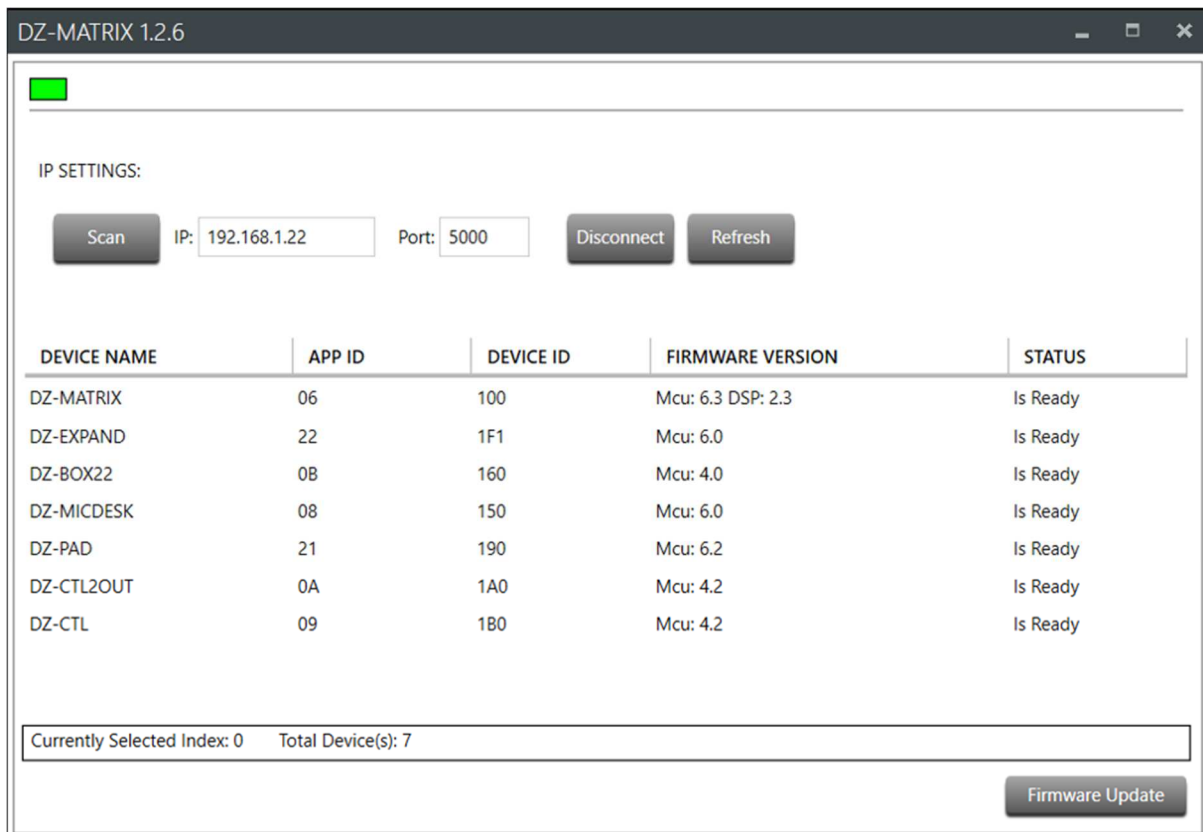 DZ-MATRIX 1.2.6
IP SETTINGS:
Scan IP: 192.168.1.22 Port: 5000 Disconnect Refresh
DEVICE NAME APP ID DEVICE ID FIRMWARE VERSION STATUS
DZ-MATRIX 06 100 Mcu: 6.3 DSP: 2.3 Is Ready
DZ-EXPAND 22 1F1 Mcu: 6.0 Is Ready
DZ-BOX22 0B 160 Mcu: 4.0 Is Ready
DZ-MICDESK 08 150 Mcu: 6.0 Is Ready
DZ-PAD 21 190 Mcu: 6.2 Is Ready
DZ-CTL2OUT 0A 1A0 Mcu: 4.2 Is Ready
DZ-CTL 09 1B0 Mcu: 4.2 Is Ready
Currently Selected Index: 0 Total Device(s): 7
Firmware Update